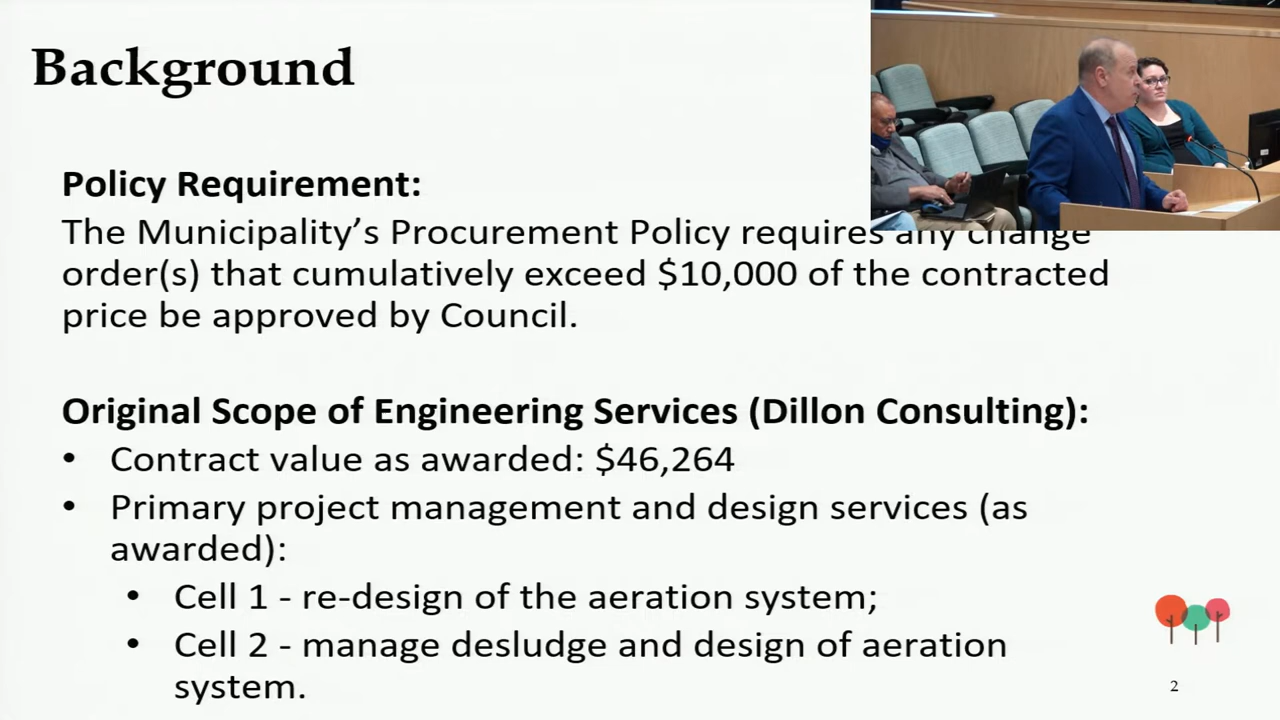 Background
Policy Requirement:
The Municipality’s Procurement Policy requires any change
order(s) that cumulatively exceed $10,000 of the contracted
price be approved by Council.
Original Scope of Engineering Services (Dillon Consulting):
• Contract value as awarded: $46,264
• Primary project management and design services (as
awarded):
• Cell 1 - re-design of the aeration system;
• Cell 2 - manage desludge and design of aeration
system.
2